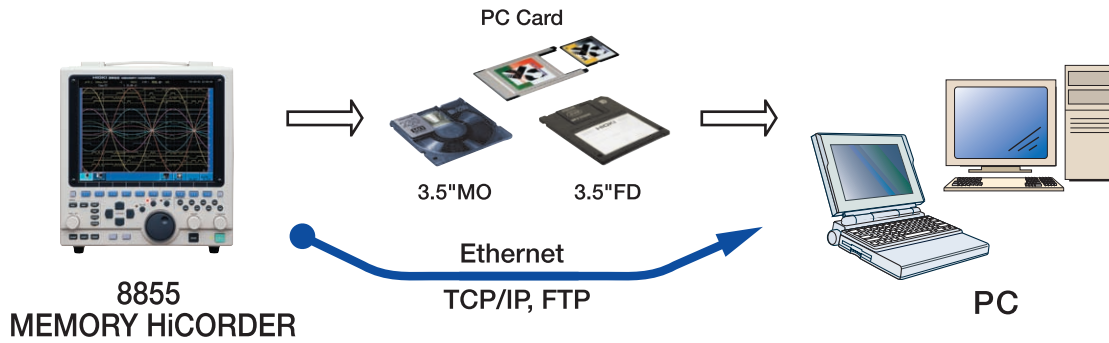 PC Card
3.5"MO
3.5"FD
Ethernet
TCP/IP, FTP
8855
MEMORY HiCORDER
PC